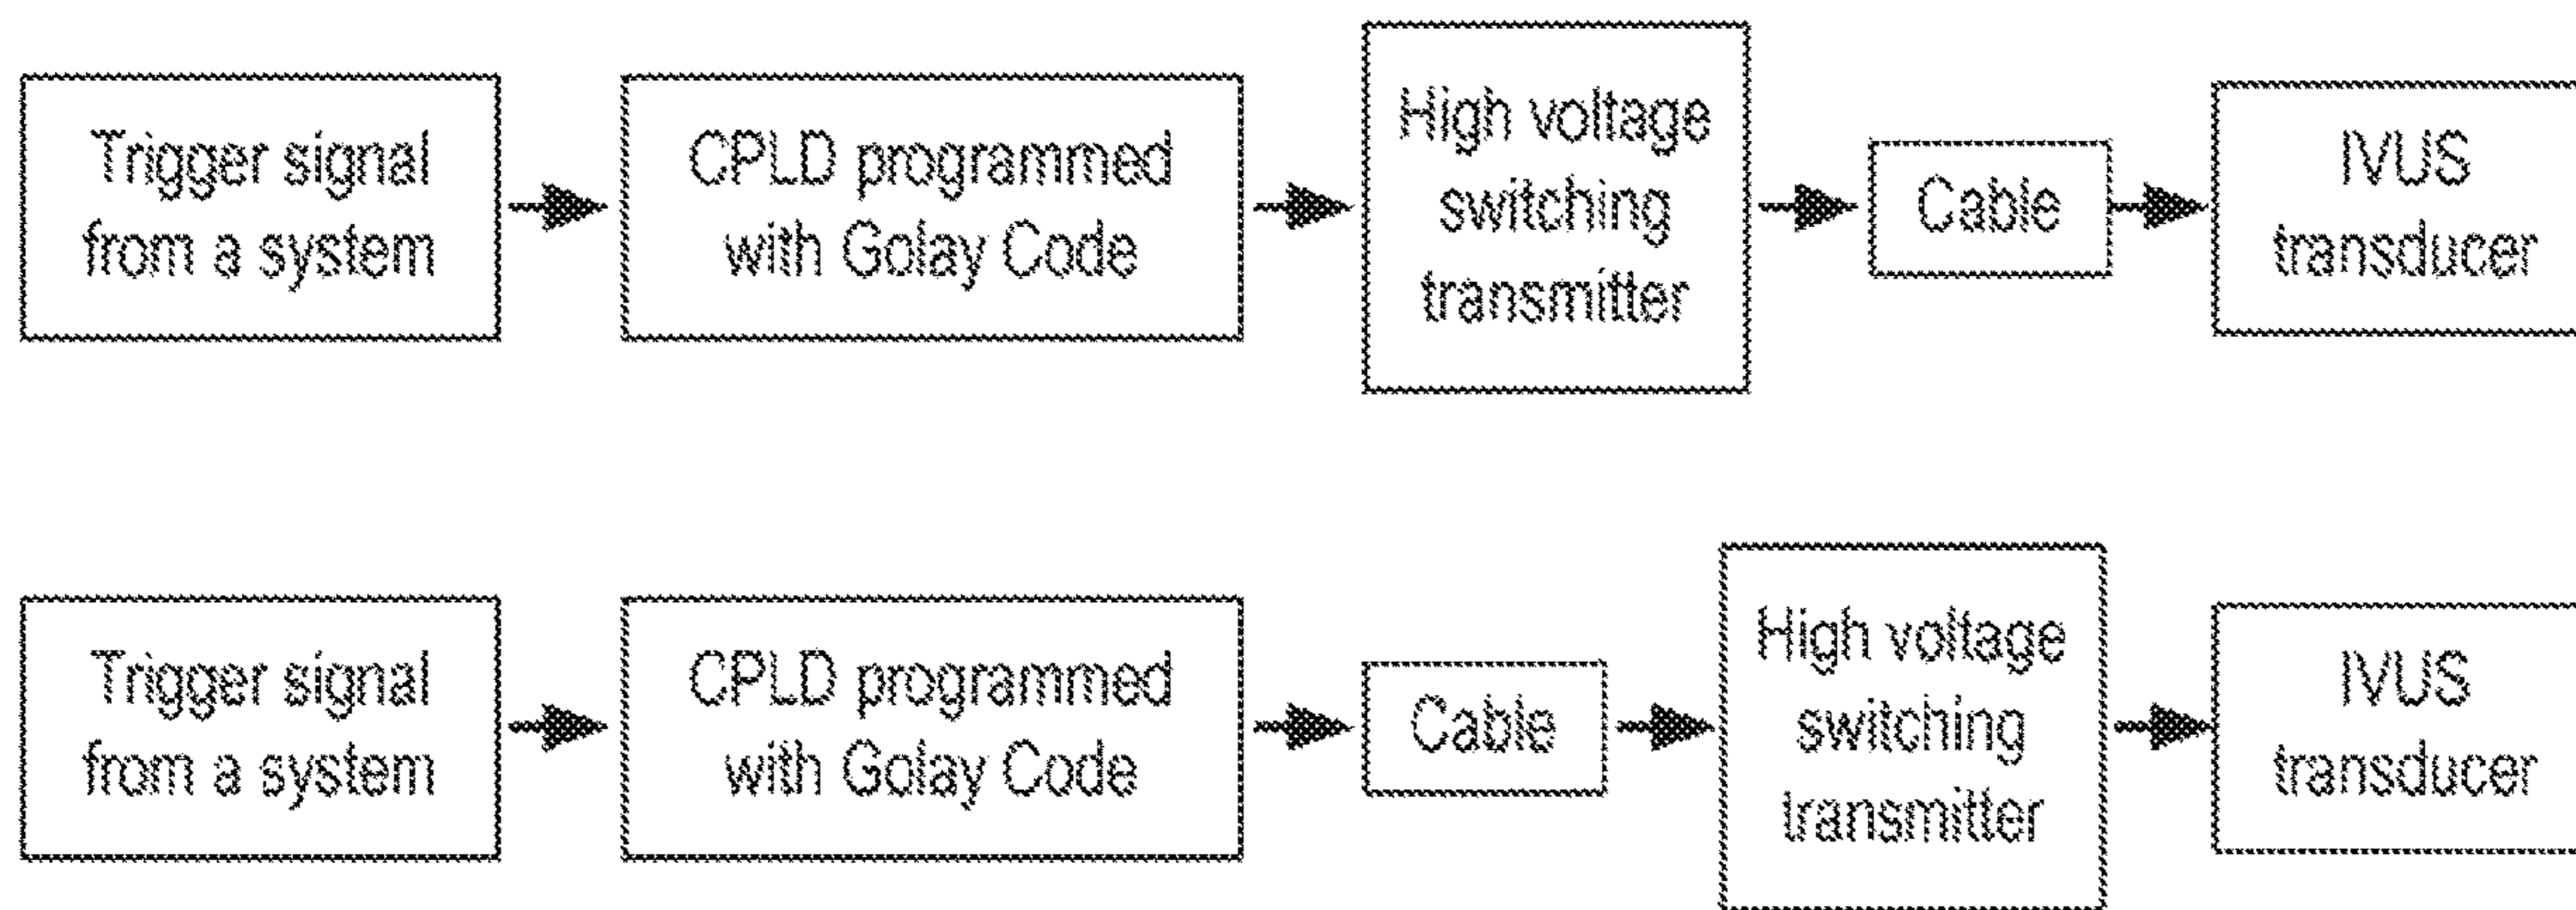 Trigger signal
from a system
CPLD programmed
with Golay Code
High voltage
switching
transmitter
Cable
IVUS
transducer
Trigger signal
from a system
CPLD programmed
with Golay Code
Cable
High voltage
switching
transmitter
IVUS
transducer